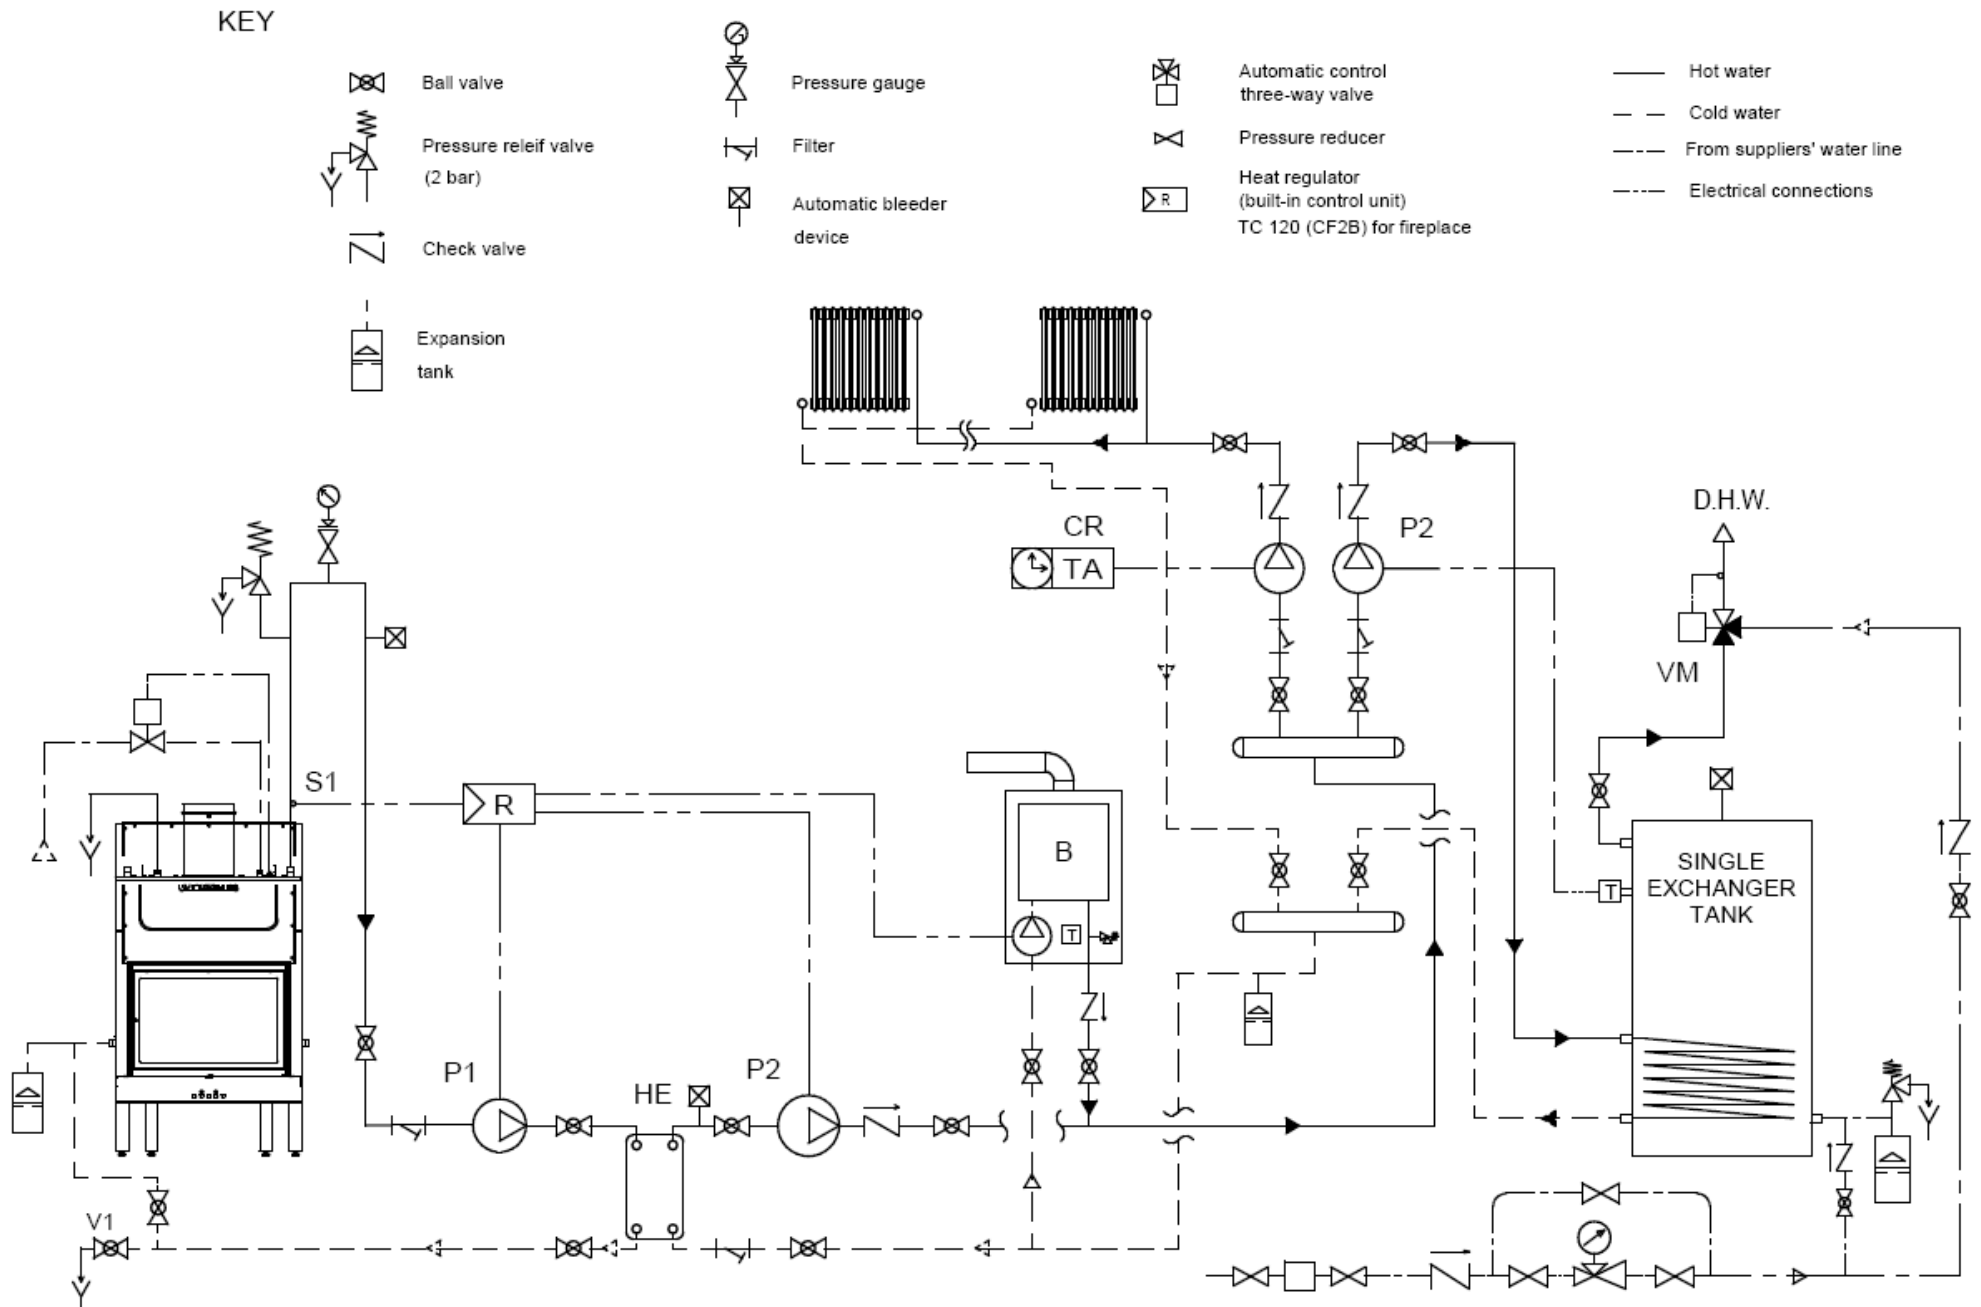 KEY
Ball valve
Pressure releif valve
(2 bar)
Check valve
Expansion
tank
Pressure gauge
Filter
Automatic bleeder
device
Automatic control
three-way valve
Pressure reducer
R
Heat regulator
(built-in control unit)
TC 120 (CF2B) for fireplace
Hot water
Cold water
From suppliers' water line
Electrical connections
CR
TA
P2
D.H.W.
VM
S1
R
B
T
T
SINGLE
EXCHANGER
TANK
P1
HE
P2
V1